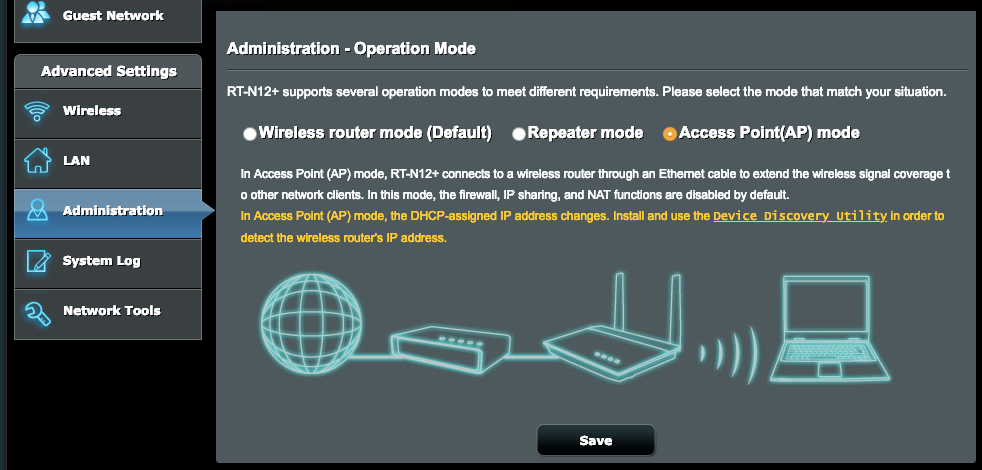 Guest Network
Advanced Settings
Wireless
LAN
Administration
System Log
Network Tools
Administration - Operation Mode
RT-N12+ supports several operation modes to meet different requirements. Please select the mode that match your situation.
Wireless router mode (Default) Repeater mode Access Point(AP) mode
In Access Point (AP) mode, RT-N12+ connects to a wireless router through an Ethernet cable to extend the wireless signal coverage t
o other network clients. In this mode, the firewall, IP sharing, and NAT functions are disabled by default.
In Access Point (AP) mode, the DHCP-assigned IP address changes. Install and use the Device Discovery Utility in order to
detect the wireless router's IP address.
Save